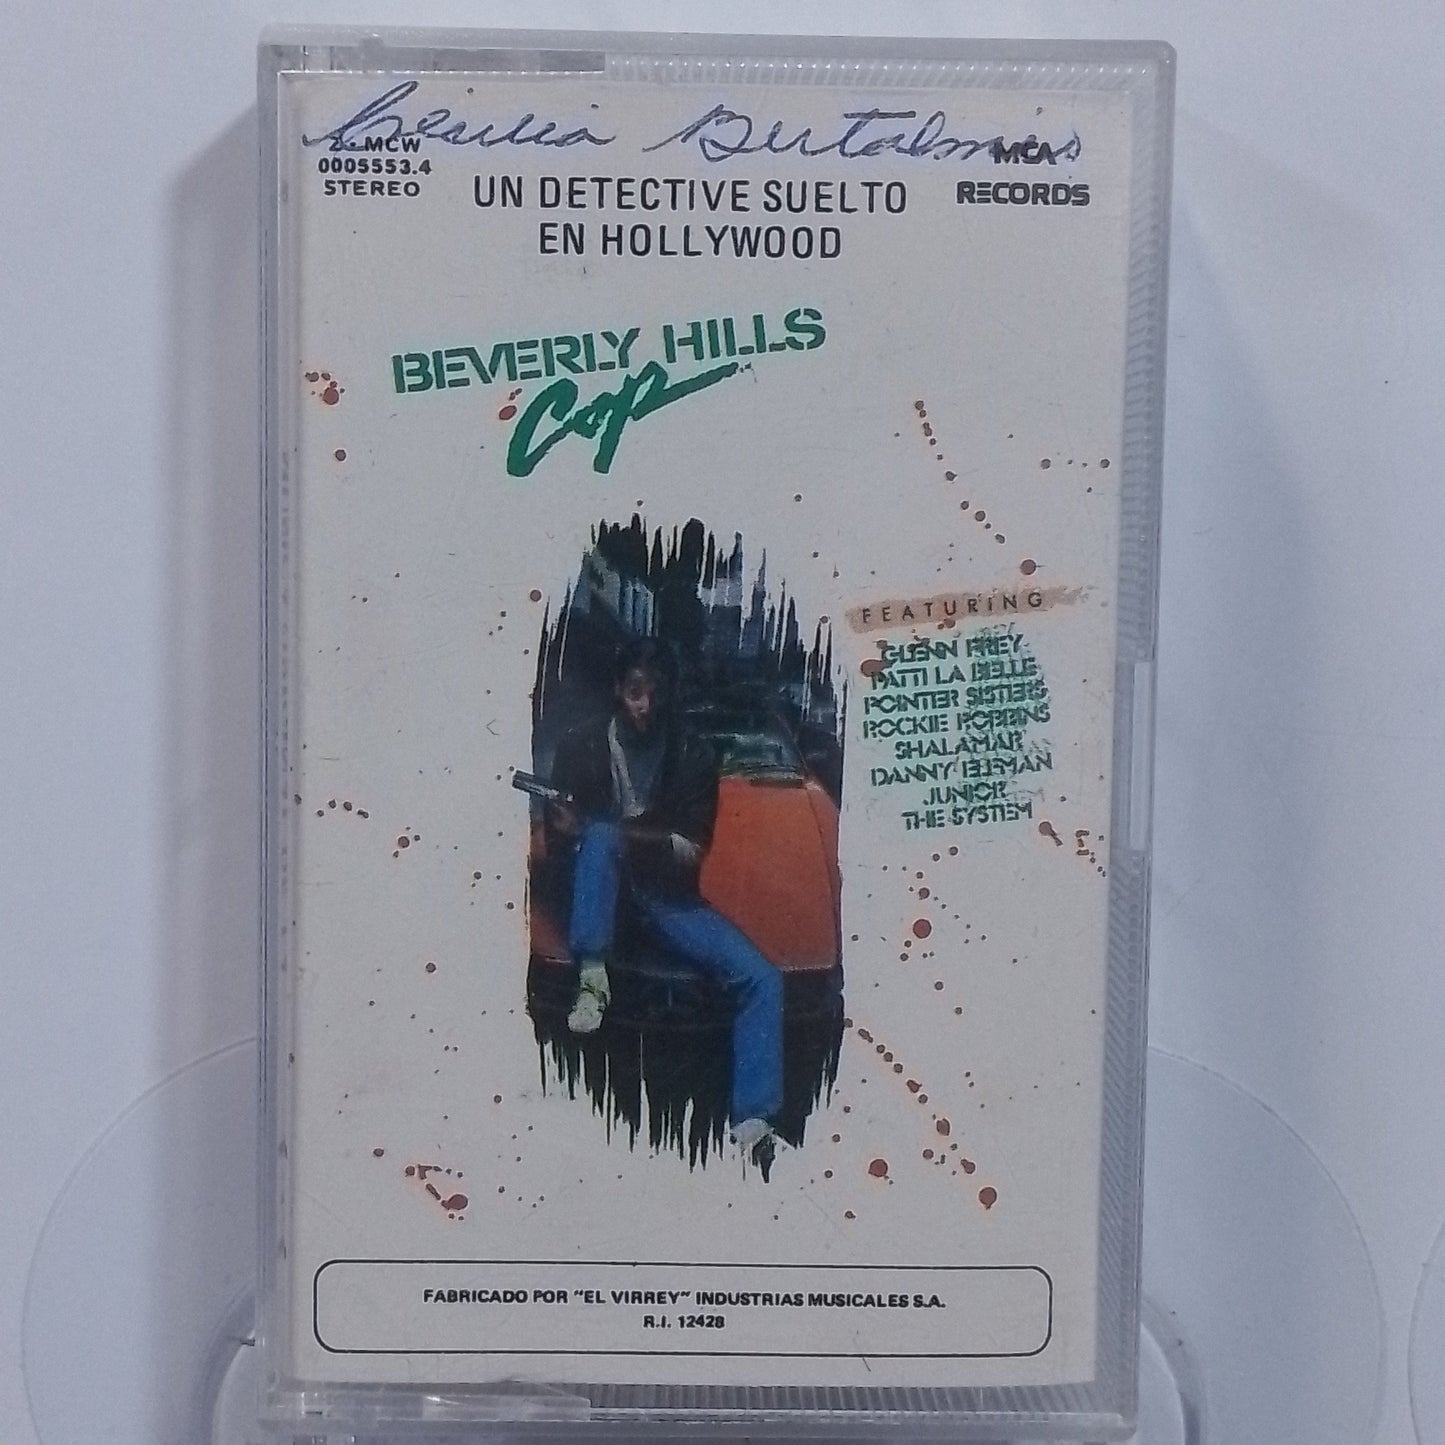 Bertalmio
MCW
0005553.4
STEREO
MCA
RECORDS
UN DETECTIVE SUELTO
EN HOLLYWOOD
BEVERLY HILLS
Cop
FEATURING
GLENN FREY
PATTI LA BELLE
POINTER SISTERS
ROCKIE ROBBINS
SHALAMAR
DANNY ELFMAN
JUNIOR
THE SYSTEM
FABRICADO POR "EL VIRREY" INDUSTRIAS MUSICALES S.A.
R.I. 12428